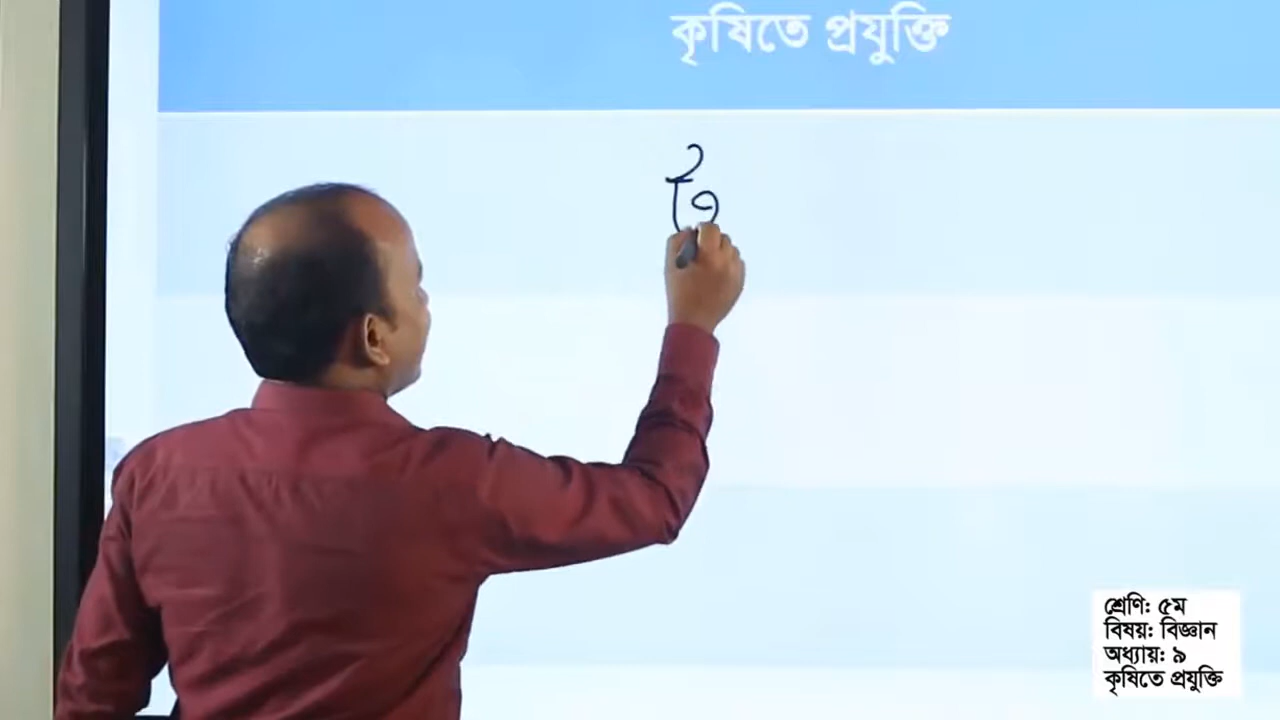 কৃষিতে প্রযুক্তি
শ্রেণি: ৫ম
বিষয়: বিজ্ঞান
অধ্যায়: ৯
কৃষিতে প্রযুক্তি